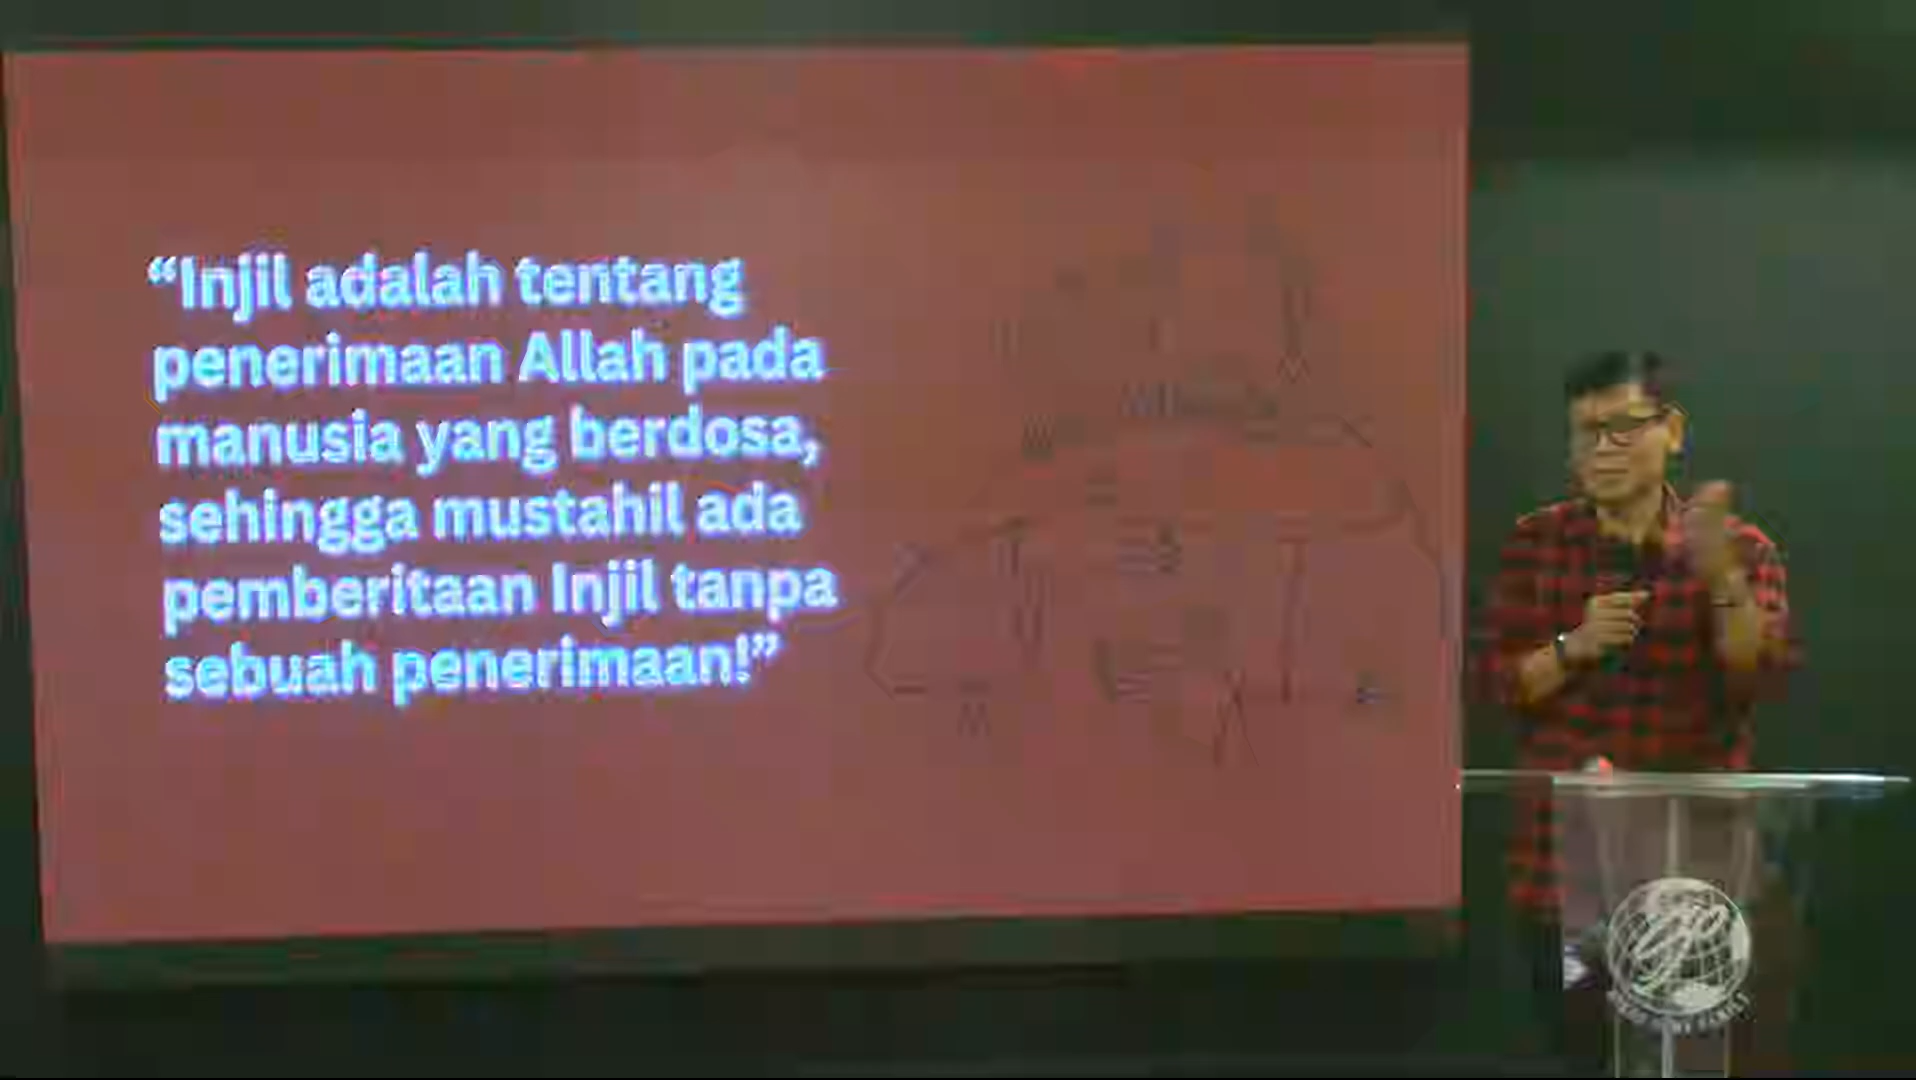 “Injil adalah tentang
penerimaan Allah pada
manusia yang berdosa,
sehingga mustahil ada
pemberitaan Injil tanpa
sebuah penerimaan!”